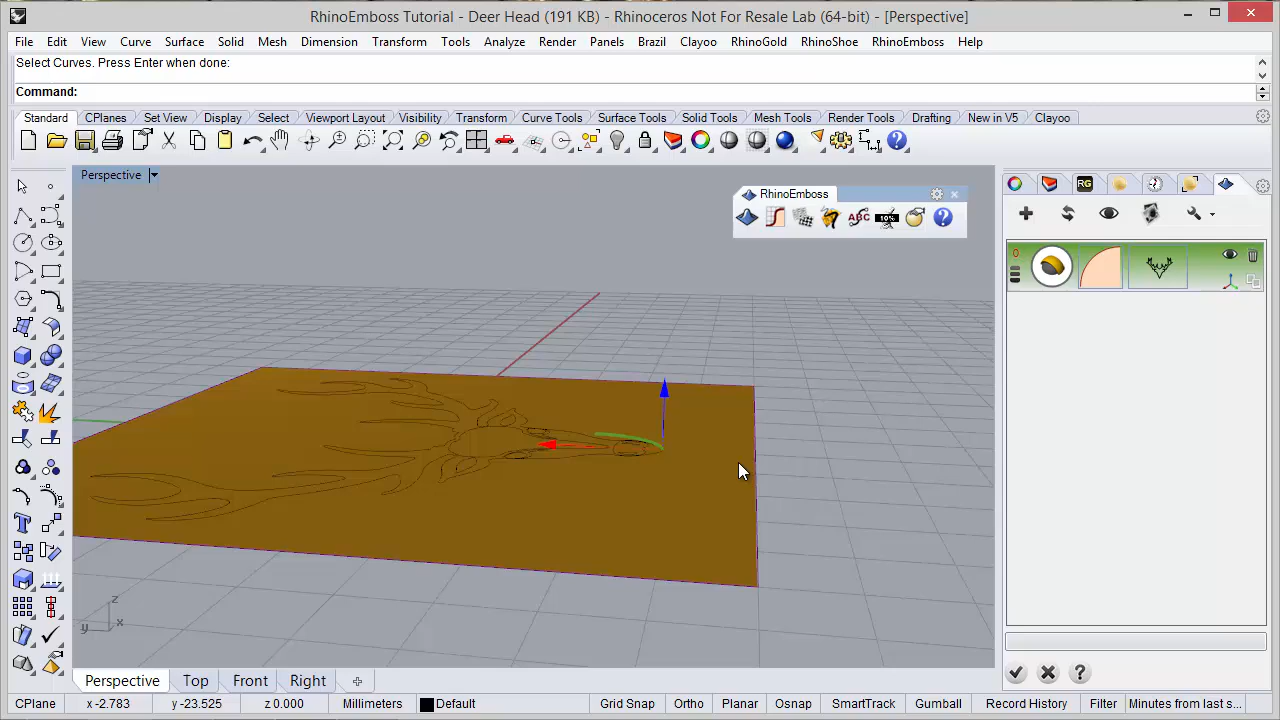 RhinoEmboss Tutorial - Deer Head (191 KB) - Rhinoceros Not For Resale Lab (64-bit) - [Perspective]
File Edit View Curve Surface Solid Mesh Dimension Transform Tools Analyze Render Panels Brazil Clayoo RhinoGold RhinoShoe RhinoEmboss Help
Select Curves. Press Enter when done:
Command:
Standard CPlanes Set View Display Select Viewport Layout Visibility Transform Curve Tools Surface Tools Solid Tools Mesh Tools Render Tools Drafting New in V5 Clayoo
Perspective
RhinoEmboss
RG
ABC
10%
0
z
y x
Perspective Top Front Right
CPlane x -2.783 y -23.525 z 0.000 Millimeters Default Grid Snap Ortho Planar Osnap SmartTrack Gumball Record History Filter Minutes from last s...